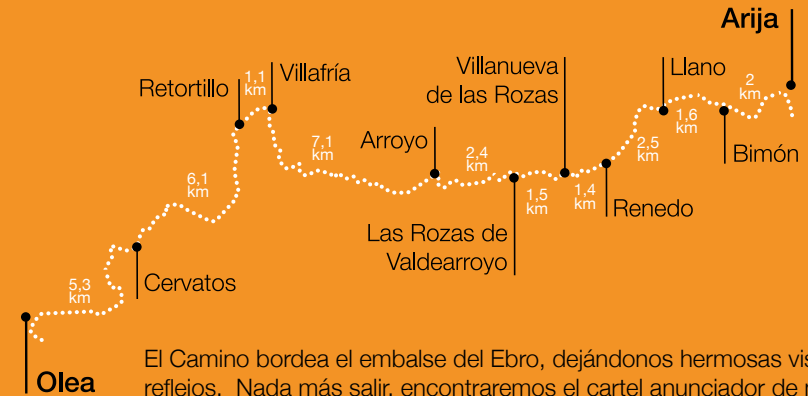 Arija
1,1
km
Villafría
Retortillo
Villanueva
de las Rozas
Llano
2
km
1,6
km
Bimón
7,1
km
Arroyo
2,4
km
2,5
km
6,1
km
1,5
km
1,4
km
Renedo
Las Rozas de
Valdearroyo
Cervatos
5,3
km
Olea
El Camino bordea el embalse del Ebro, dejándonos hermosas
reflejos. Nada más salir, encontraremos el cartel anunciador de